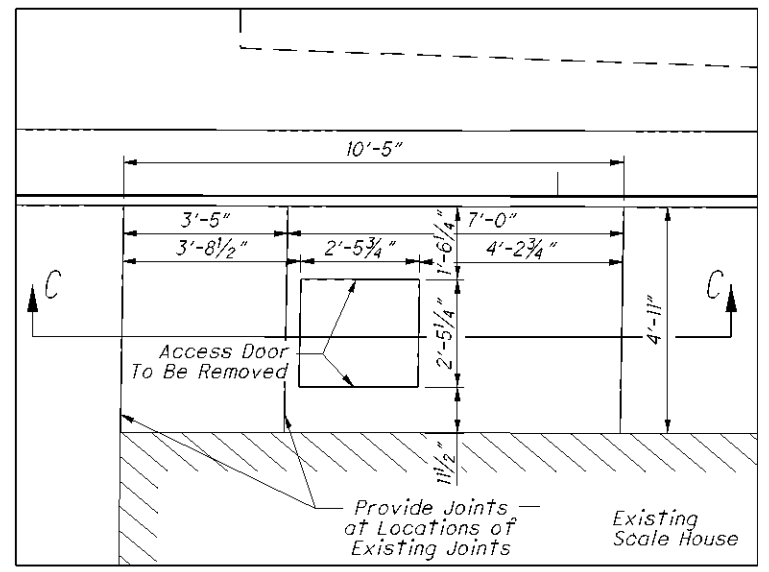 10'-5"
3'-5"
7'-0"
3'-8½"
2'-5¾"
4'-2¾"
1'-6¼"
C
C
2'-5¼"
4'-11"
Access Door
To Be Removed
11½"
Provide Joints
at Locations of
Existing Joints
Existing
Scale House